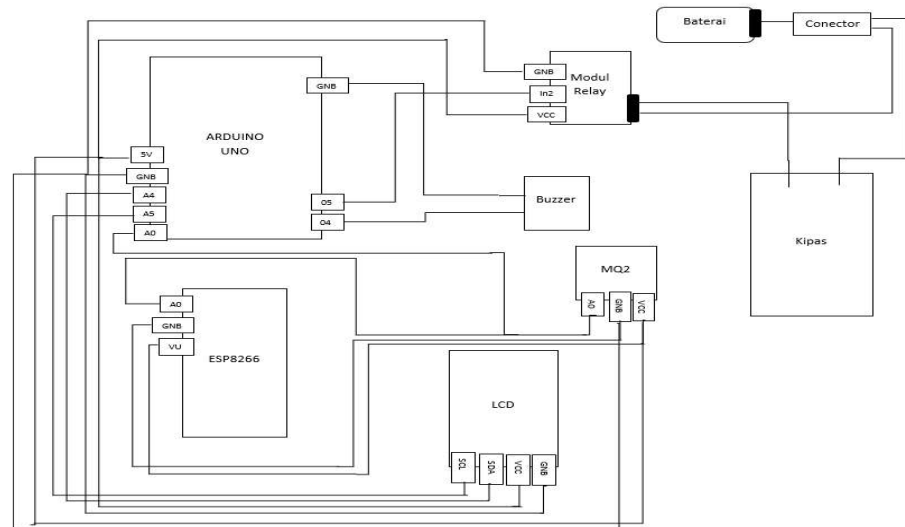 Baterai
Conector
GNB
Modul
Relay
In2
VCC
GNB
ARDUINO
UNO
5V
GNB
A4
A5
A0
05
04
Buzzer
Kipas
MQ2
A0
GNB
VCC
A0
GNB
VU
ESP8266
LCD
SCL
SDA
VCC
GNB